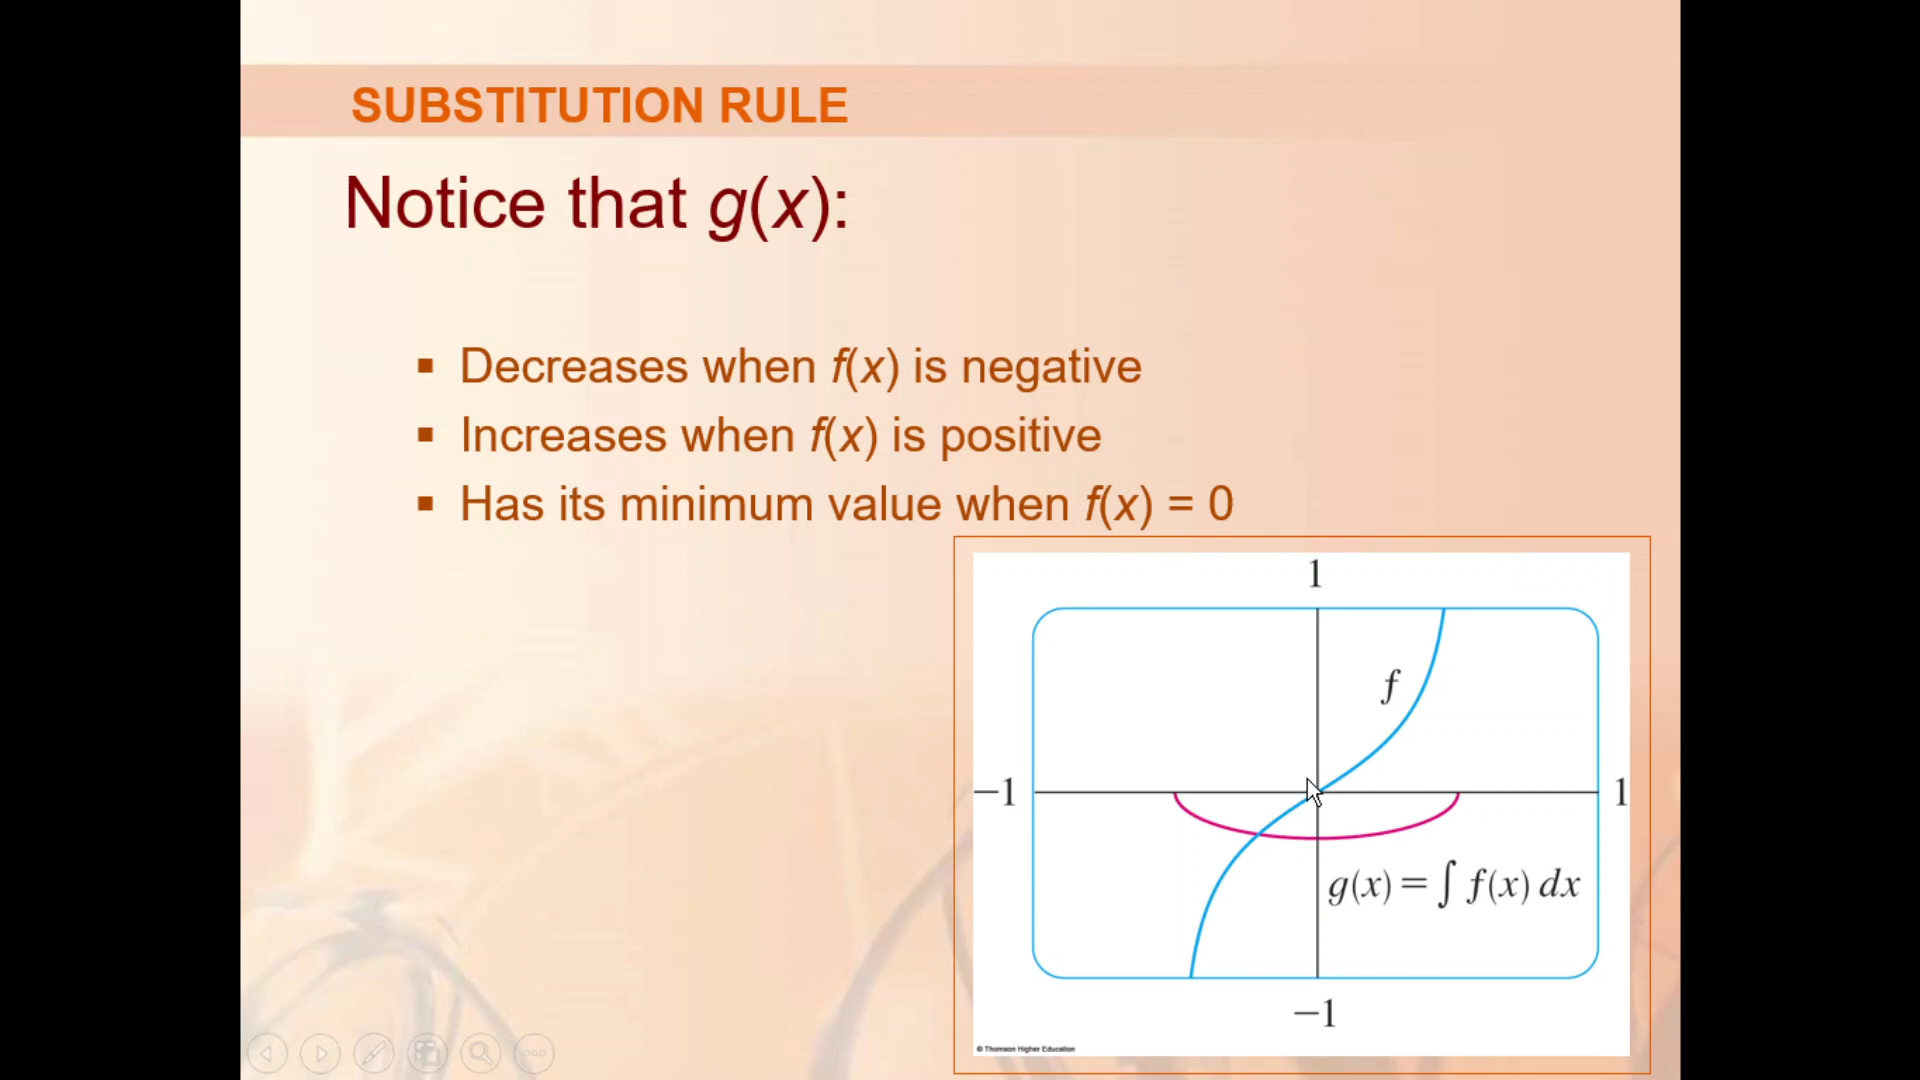 SUBSTITUTION RULE
Notice that g(x):
▪ Decreases when f(x) is negative
▪ Increases when f(x) is positive
▪ Has its minimum value when f(x) = 0
1
f
−1
1
g(x) = ∫ f(x) dx
−1
© Thomson Higher Education